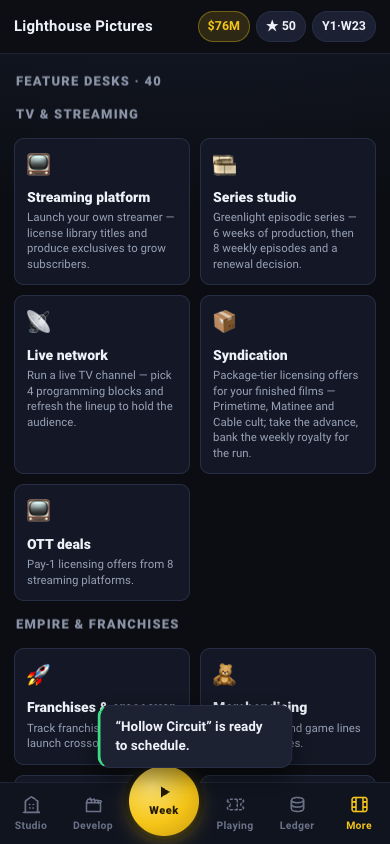 Lighthouse Pictures
$76M
★ 50
Y1·W23
FEATURE DESKS · 40
TV & STREAMING
Streaming platform
Launch your own streamer —
license library titles and
produce exclusives to grow
subscribers.
Series studio
Greenlight episodic series —
6 weeks of production, then
8 weekly episodes and a
renewal decision.
Live network
Run a live TV channel — pick
4 programming blocks and
refresh the lineup to hold the
audience.
Syndication
Package-tier licensing offers
for your finished films —
Primetime, Matinee and
Cable cult; take the advance,
bank the weekly royalty for
the run.
OTT deals
Pay-1 licensing offers from 8
streaming platforms.
EMPIRE & FRANCHISES
Franchises &
Track
launch
Merchandising
nd game lines
“Hollow Circuit” is ready
to schedule.
Studio
Develop
Week
Playing
Ledger
More